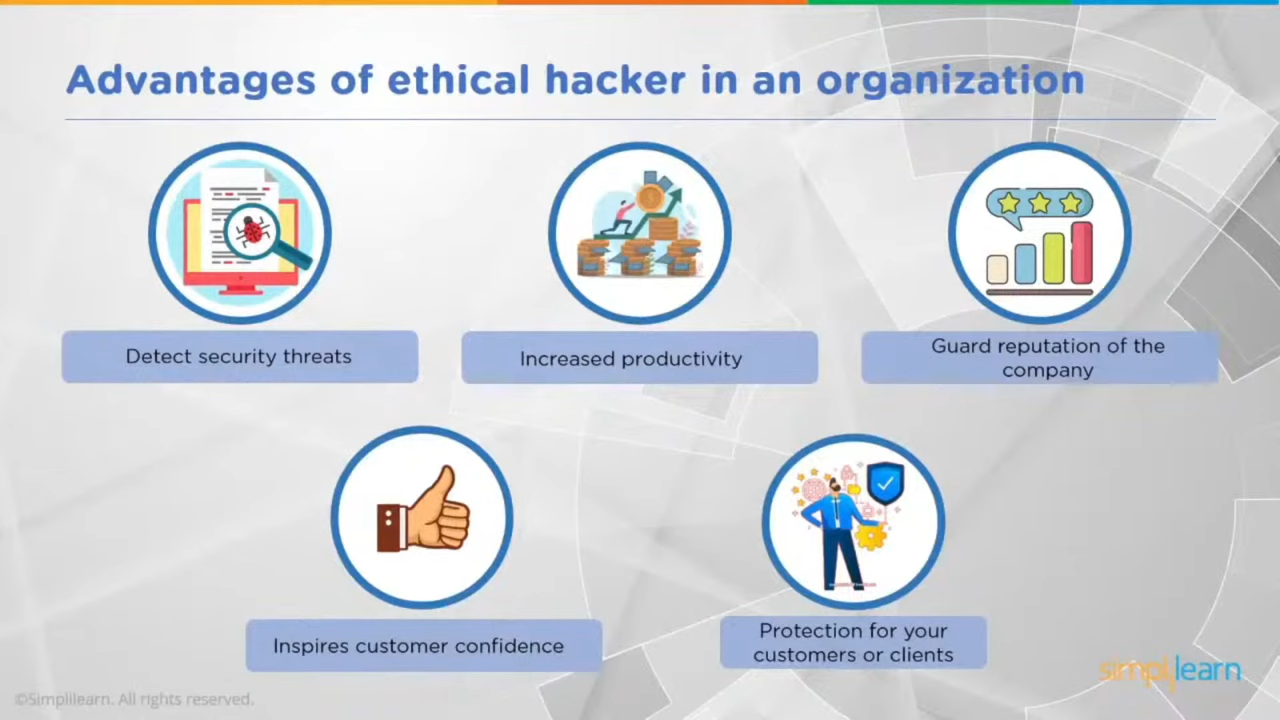 Advantages of ethical hacker in an organization
Detect security threats
Increased productivity
Guard reputation of the
company
Inspires customer confidence
Protection for your
customers or clients
simplilearn
©Simplilearn. All rights reserved.